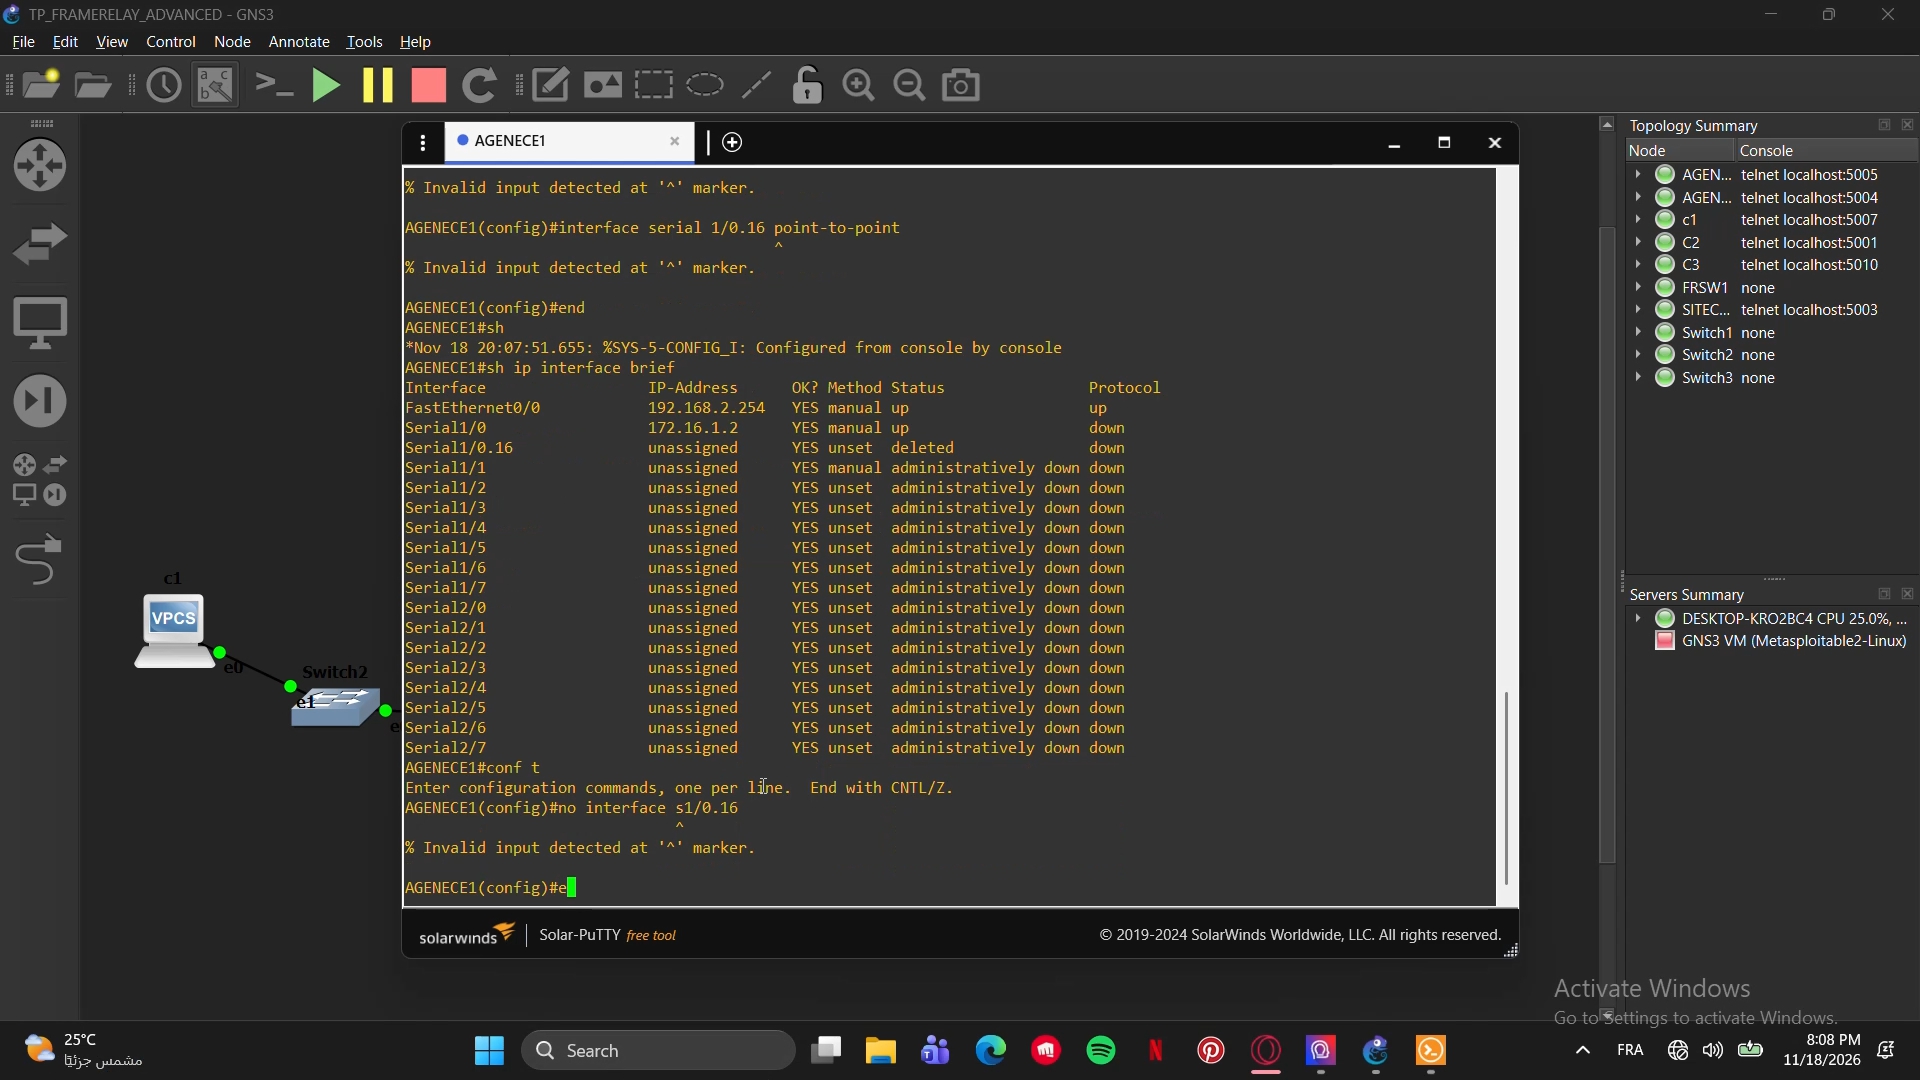 TP_FRAMERELAY_ADVANCED - GNS3
File Edit View Control Node Annotate Tools Help
AGENECE1
% Invalid input detected at '^' marker.
AGENECE1(config)#interface serial 1/0.16 point-to-point
^
% Invalid input detected at '^' marker.
AGENECE1(config)#end
AGENECE1#sh
*Nov 18 20:07:51.655: %SYS-5-CONFIG_I: Configured from console by console
AGENECE1#sh ip interface brief
Interface IP-Address OK? Method Status Protocol
FastEthernet0/0 192.168.2.254 YES manual up up
Serial1/0 172.16.1.2 YES manual up down
Serial1/0.16 unassigned YES unset deleted down
Serial1/1 unassigned YES manual administratively down down
Serial1/2 unassigned YES unset administratively down down
Serial1/3 unassigned YES unset administratively down down
Serial1/4 unassigned YES unset administratively down down
Serial1/5 unassigned YES unset administratively down down
Serial1/6 unassigned YES unset administratively down down
Serial1/7 unassigned YES unset administratively down down
Serial2/0 unassigned YES unset administratively down down
Serial2/1 unassigned YES unset administratively down down
Serial2/2 unassigned YES unset administratively down down
Serial2/3 unassigned YES unset administratively down down
Serial2/4 unassigned YES unset administratively down down
Serial2/5 unassigned YES unset administratively down down
Serial2/6 unassigned YES unset administratively down down
Serial2/7 unassigned YES unset administratively down down
AGENECE1#conf t
Enter configuration commands, one per line. End with CNTL/Z.
AGENECE1(config)#no interface s1/0.16
^
% Invalid input detected at '^' marker.
AGENECE1(config)#e
solarwinds Solar-PuTTY free tool © 2019-2024 SolarWinds Worldwide, LLC. All rights reserved.
c1
VPCS
e0
Switch2
e1
Topology Summary
Node Console
AGEN... telnet localhost:5005
AGEN... telnet localhost:5004
c1 telnet localhost:5007
C2 telnet localhost:5001
C3 telnet localhost:5010
FRSW1 none
SITEC... telnet localhost:5003
Switch1 none
Switch2 none
Switch3 none
Servers Summary
DESKTOP-KRO2BC4 CPU 25.0%, ...
GNS3 VM (Metasploitable2-Linux)
Activate Windows
Go to Settings to activate Windows.
25°C
مشمس جزئيًا
Search
FRA
8:08 PM
11/18/2026